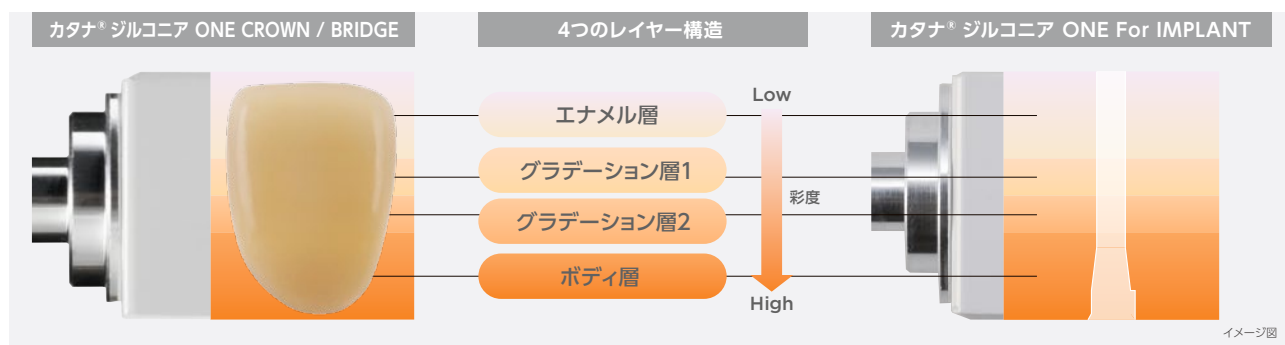 カタナ® ジルコニア ONE CROWN / BRIDGE
4つのレイヤー構造
カタナ® ジルコニア ONE For IMPLANT
エナメル層
グラデーション層1
グラデーション層2
ボディ層
Low
彩度
High
イメージ図